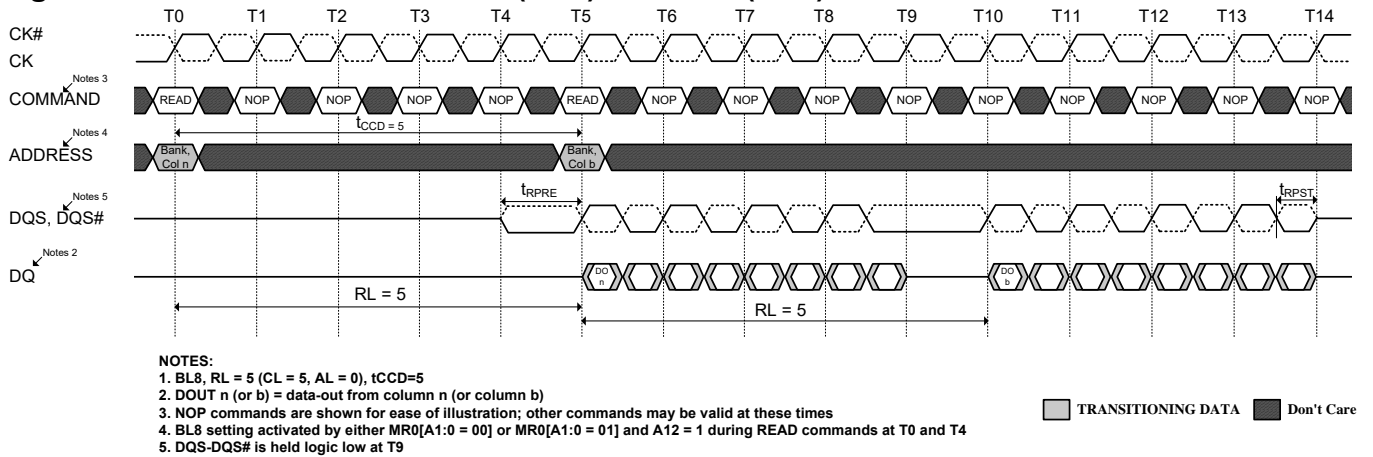 T0 T1 T2 T3 T4 T5 T6 T7 T8 T9 T10 T11 T12 T13 T14
CK#
CK
Notes 3
COMMAND READ NOP NOP NOP NOP READ NOP NOP NOP NOP NOP NOP NOP NOP NOP
tCCD = 5
Notes 4
ADDRESS
Bank, Col n
Bank, Col b
Notes 5
DQS, DQS#
tRPRE
tRPST
Notes 2
DQ
DO n
DO b
RL = 5
RL = 5
NOTES:
1. BL8, RL = 5 (CL = 5, AL = 0), tCCD=5
2. DOUT n (or b) = data-out from column n (or column b)
3. NOP commands are shown for ease of illustration; other commands may be valid at these times
4. BL8 setting activated by either MR0[A1:0 = 00] or MR0[A1:0 = 01] and A12 = 1 during READ commands at T0 and T4
5. DQS-DQS# is held logic low at T9
TRANSITIONING DATA
Don't Care